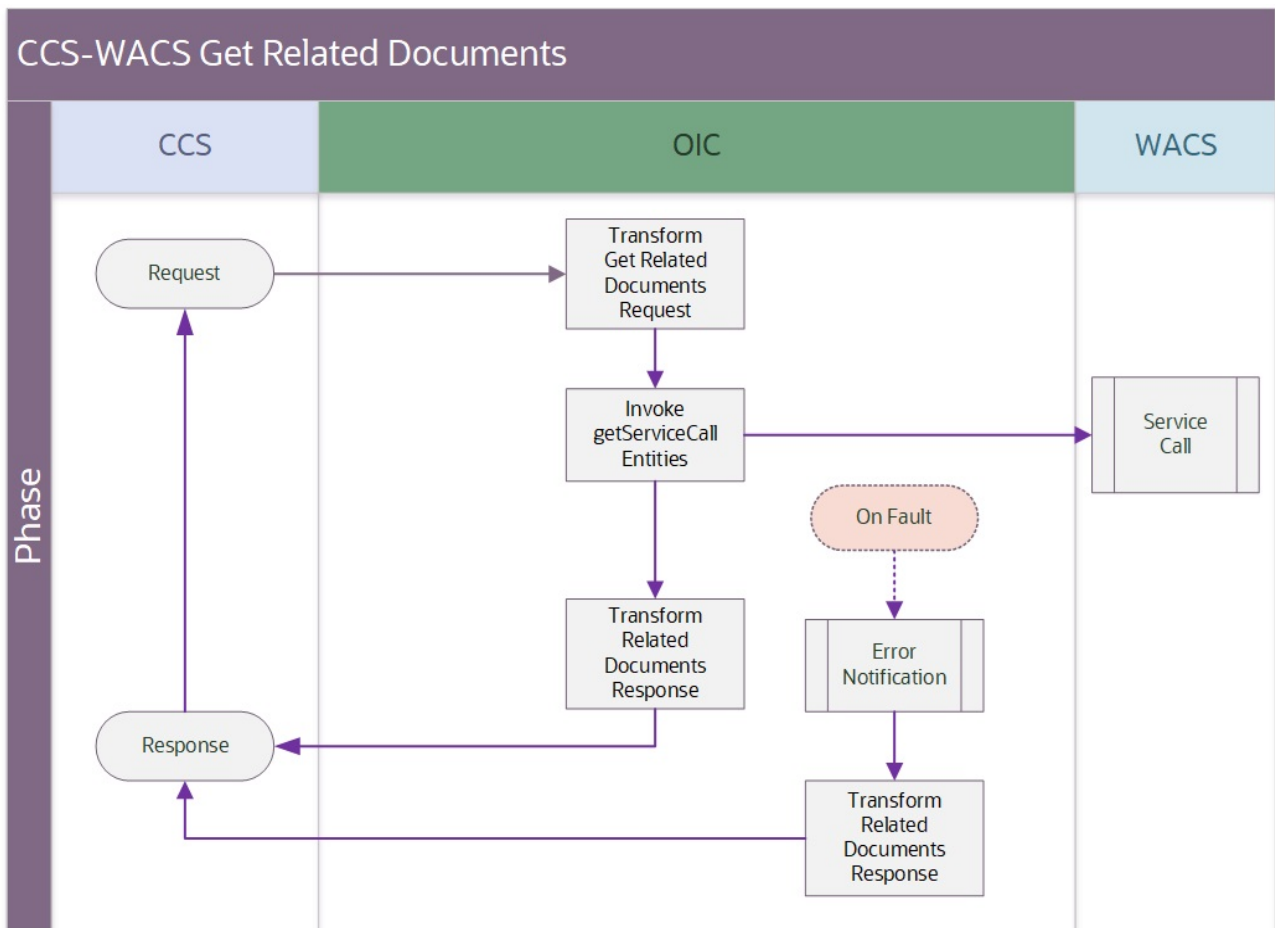 CCS-WACS Get Related Documents
Phase
CCS
OIC
WACS
Request
Transform
Get Related
Documents
Request
Invoke
getServiceCall
Entities
Service
Call
On Fault
Transform
Related
Documents
Response
Error
Notification
Response
Transform
Related
Documents
Response